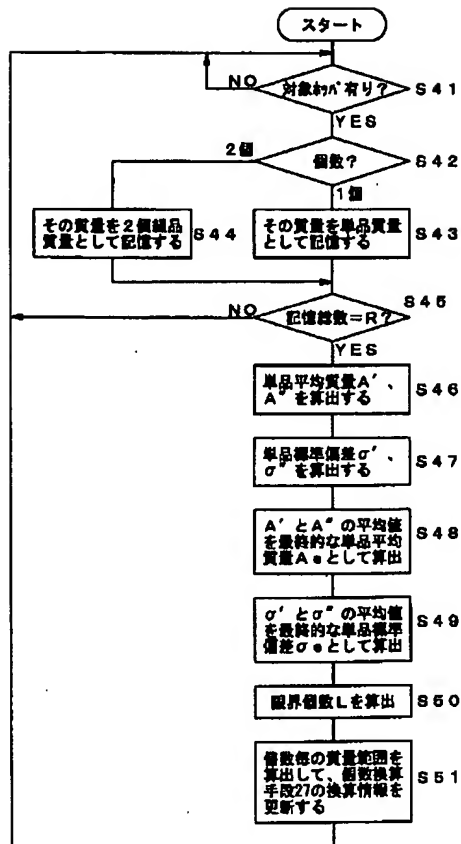 スタート
対象ホッパ有り?
S41
NO
YES
個数?
S42
2個
1個
その質量を2個組品
質量として記憶する
S44
その質量を単品質量
として記憶する
S43
記憶総数=R?
S45
NO
YES
単品平均質量A′、
A″を算出する
S46
単品標準偏差σ′、
σ″を算出する
S47
A′とA″の平均値
を最終的な単品平均
質量Aeとして算出
S48
σ′とσ″の平均値
を最終的な単品標準
偏差σeとして算出
S49
限界個数Lを算出
S50
個数毎の質量範囲を
算出して、個数換算
手段27の換算情報を
更新する
S51